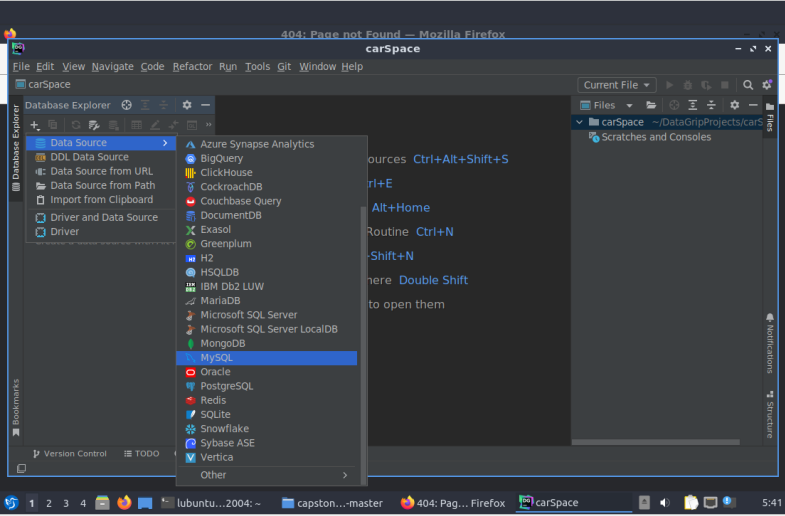 404: Page not Found — Mozilla Firefox
carSpace
File Edit View Navigate Code Refactor Run Tools Git Window Help
carSpace
Current File
Database Explorer
Files
carSpace ~/DataGripProjects/carS
Scratches and Consoles
Database Explorer
Bookmarks
Data Source
DDL Data Source
Data Source from URL
Data Source from Path
Import from Clipboard
Driver and Data Source
Driver
Azure Synapse Analytics
BigQuery
ClickHouse
CockroachDB
Couchbase Query
DocumentDB
Exasol
Greenplum
H2
HSQLDB
IBM Db2 LUW
MariaDB
Microsoft SQL Server
Microsoft SQL Server LocalDB
MongoDB
MySQL
Oracle
PostgreSQL
Redis
SQLite
Snowflake
Sybase ASE
Vertica
Other
ources Ctrl+Alt+Shift+S
rl+E
Alt+Home
Routine Ctrl+N
Shift+N
here Double Shift
to open them
Files
Notifications
Structure
Version Control
TODO
1 2 3 4
lubuntu...2004: ~
capston...-master
404: Pag... Firefox
carSpace
5:41